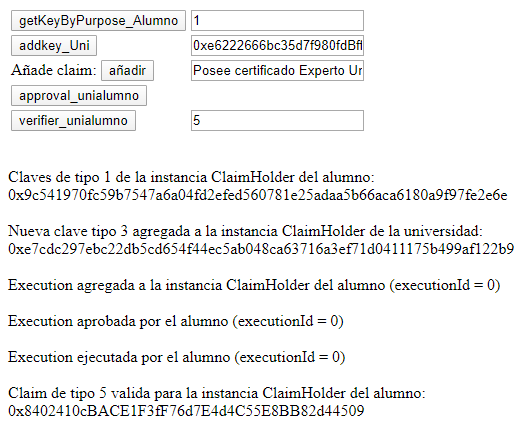 getKeyByPurpose_Alumno 1
addkey_Uni 0xe6222666bc35d7f980fdBf
Añade claim: añadir Posee certificado Experto Ur
approval_unialumno
verifier_unialumno 5
Claves de tipo 1 de la instancia ClaimHolder del alumno:
0x9c541970fc59b7547a6a04fd2efed560781e25adaa5b66aca6180a9f97fe2e6e
Nueva clave tipo 3 agregada a la instancia ClaimHolder de la universidad:
0xe7cdc297ebc22db5cd654f44ec5ab048ca63716a3ef71d0411175b499af122b9
Execution agregada a la instancia ClaimHolder del alumno (executionId = 0)
Execution aprobada por el alumno (executionId = 0)
Execution ejecutada por el alumno (executionId = 0)
Claim de tipo 5 valida para la instancia ClaimHolder del alumno:
0x8402410cBACE1F3fF76d7E4d4C55E8BB82d44509